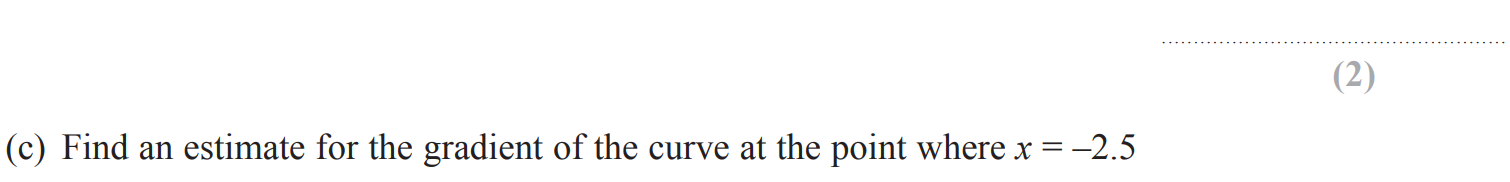 (2)
(c) Find an estimate for the gradient of the curve at the point where x = –2.5